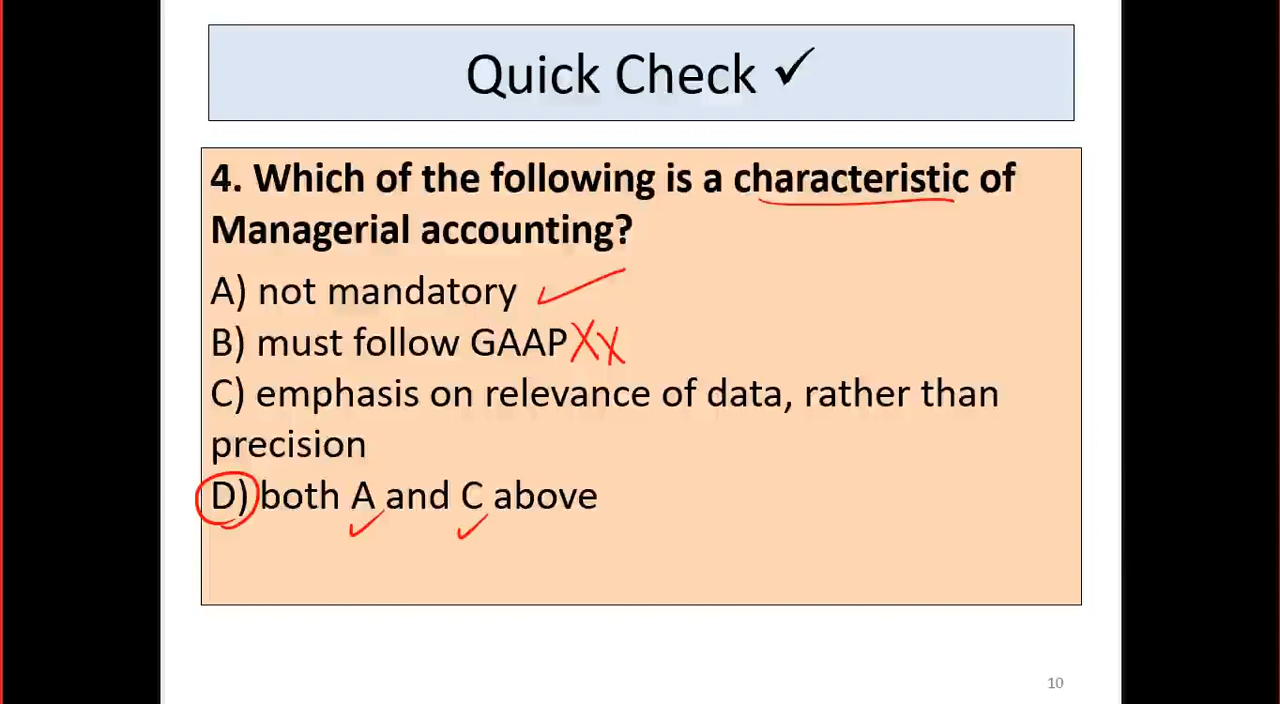 Quick Check ✓
4. Which of the following is a characteristic of
Managerial accounting?
A) not mandatory
B) must follow GAAP
C) emphasis on relevance of data, rather than
precision
D) both A and C above
10